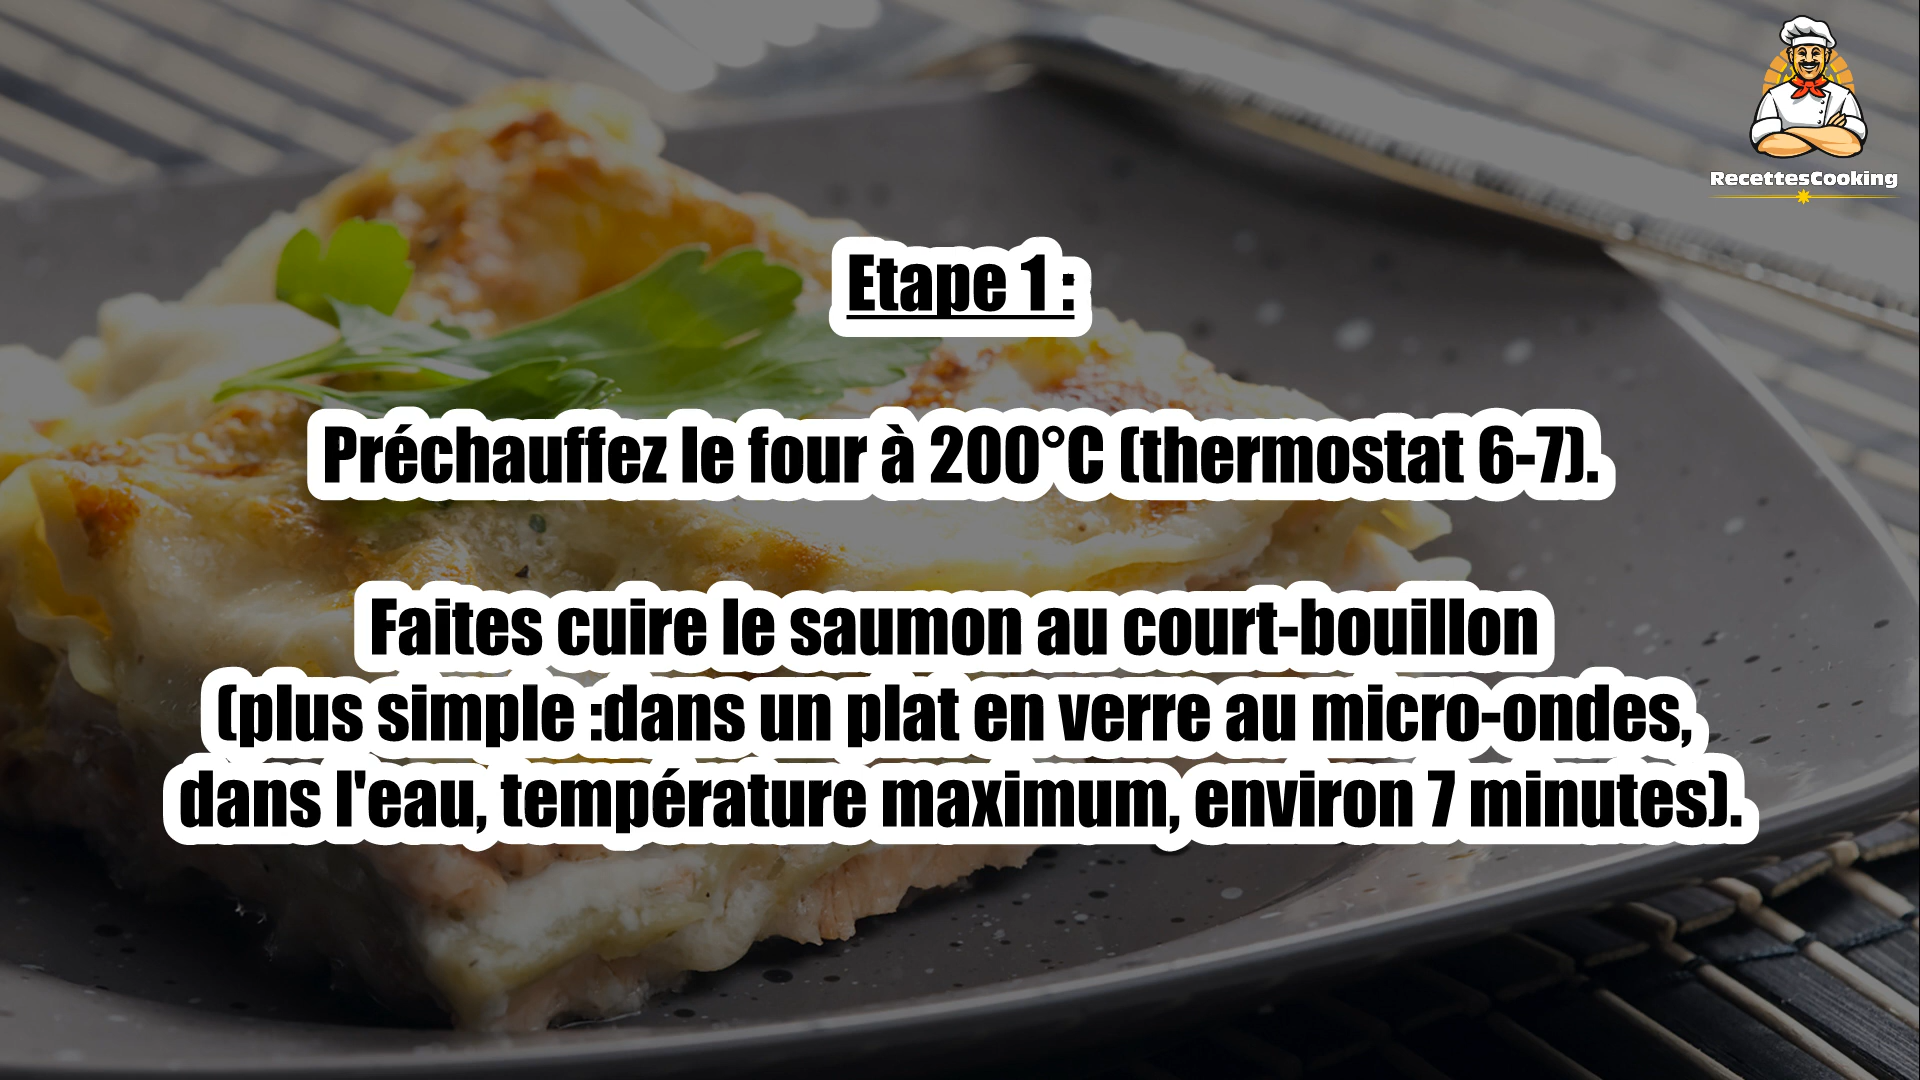 RecettesCooking
Etape 1 :
Préchauffez le four à 200°C (thermostat 6-7).
Faites cuire le saumon au court-bouillon
(plus simple :dans un plat en verre au micro-ondes,
dans l'eau, température maximum, environ 7 minutes).